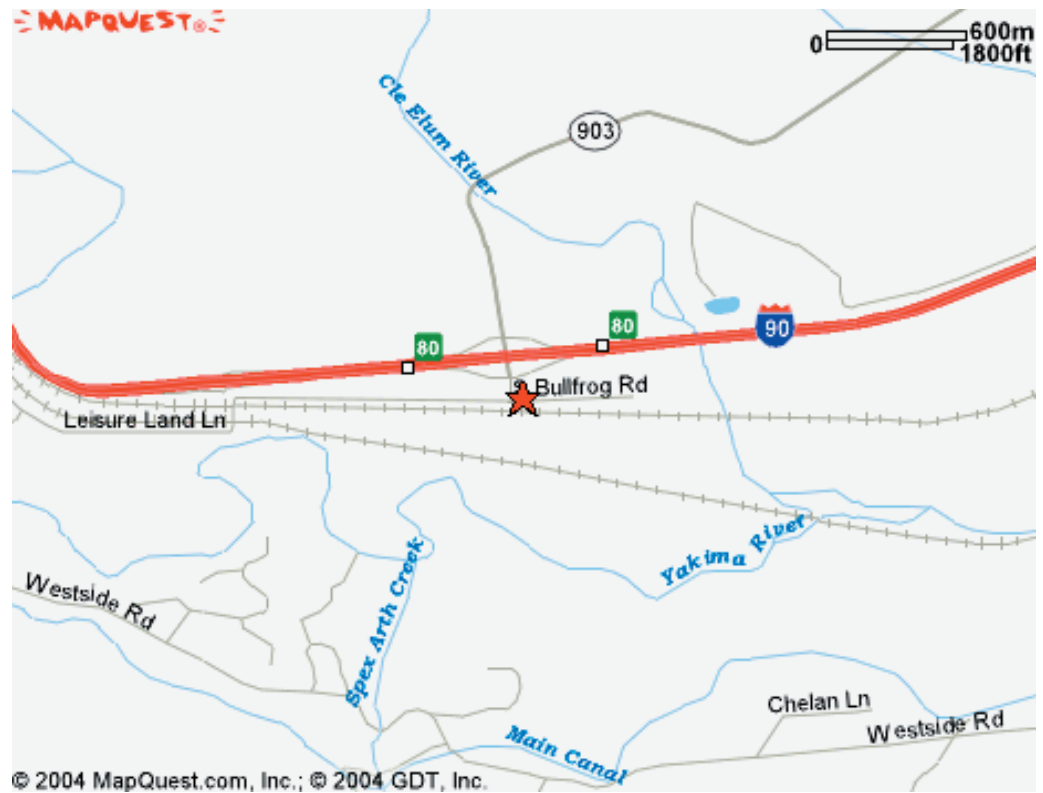 MAPQUEST
600m
0
1800ft
Cle Elum River
903
80
90
80
Bullfrog Rd
Leisure Land Ln
Yakima River
Westside Rd
Spex Arth Creek
Chelan Ln
Westside Rd
Main Canal
© 2004 MapQuest.com, Inc.; © 2004 GDT, Inc.